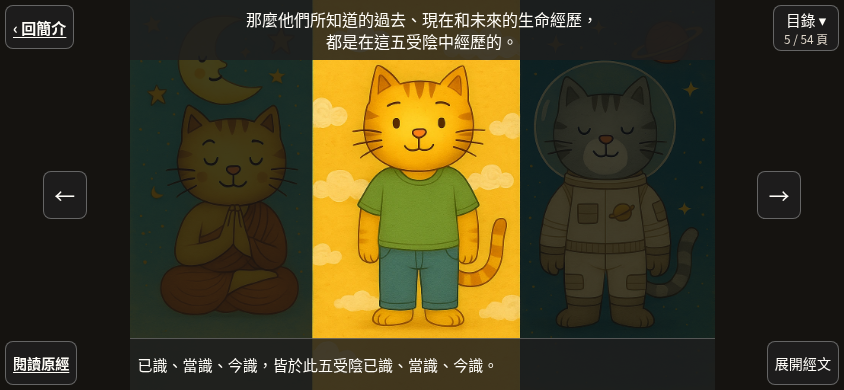 ‹ 回簡介
那麼他們所知道的過去、現在和未來的生命經歷，
都是在這五受陰中經歷的。
目錄 ▾
5 / 54 頁
←
→
閱讀原經
已識、當識、今識，皆於此五受陰已識、當識、今識。
展開經文